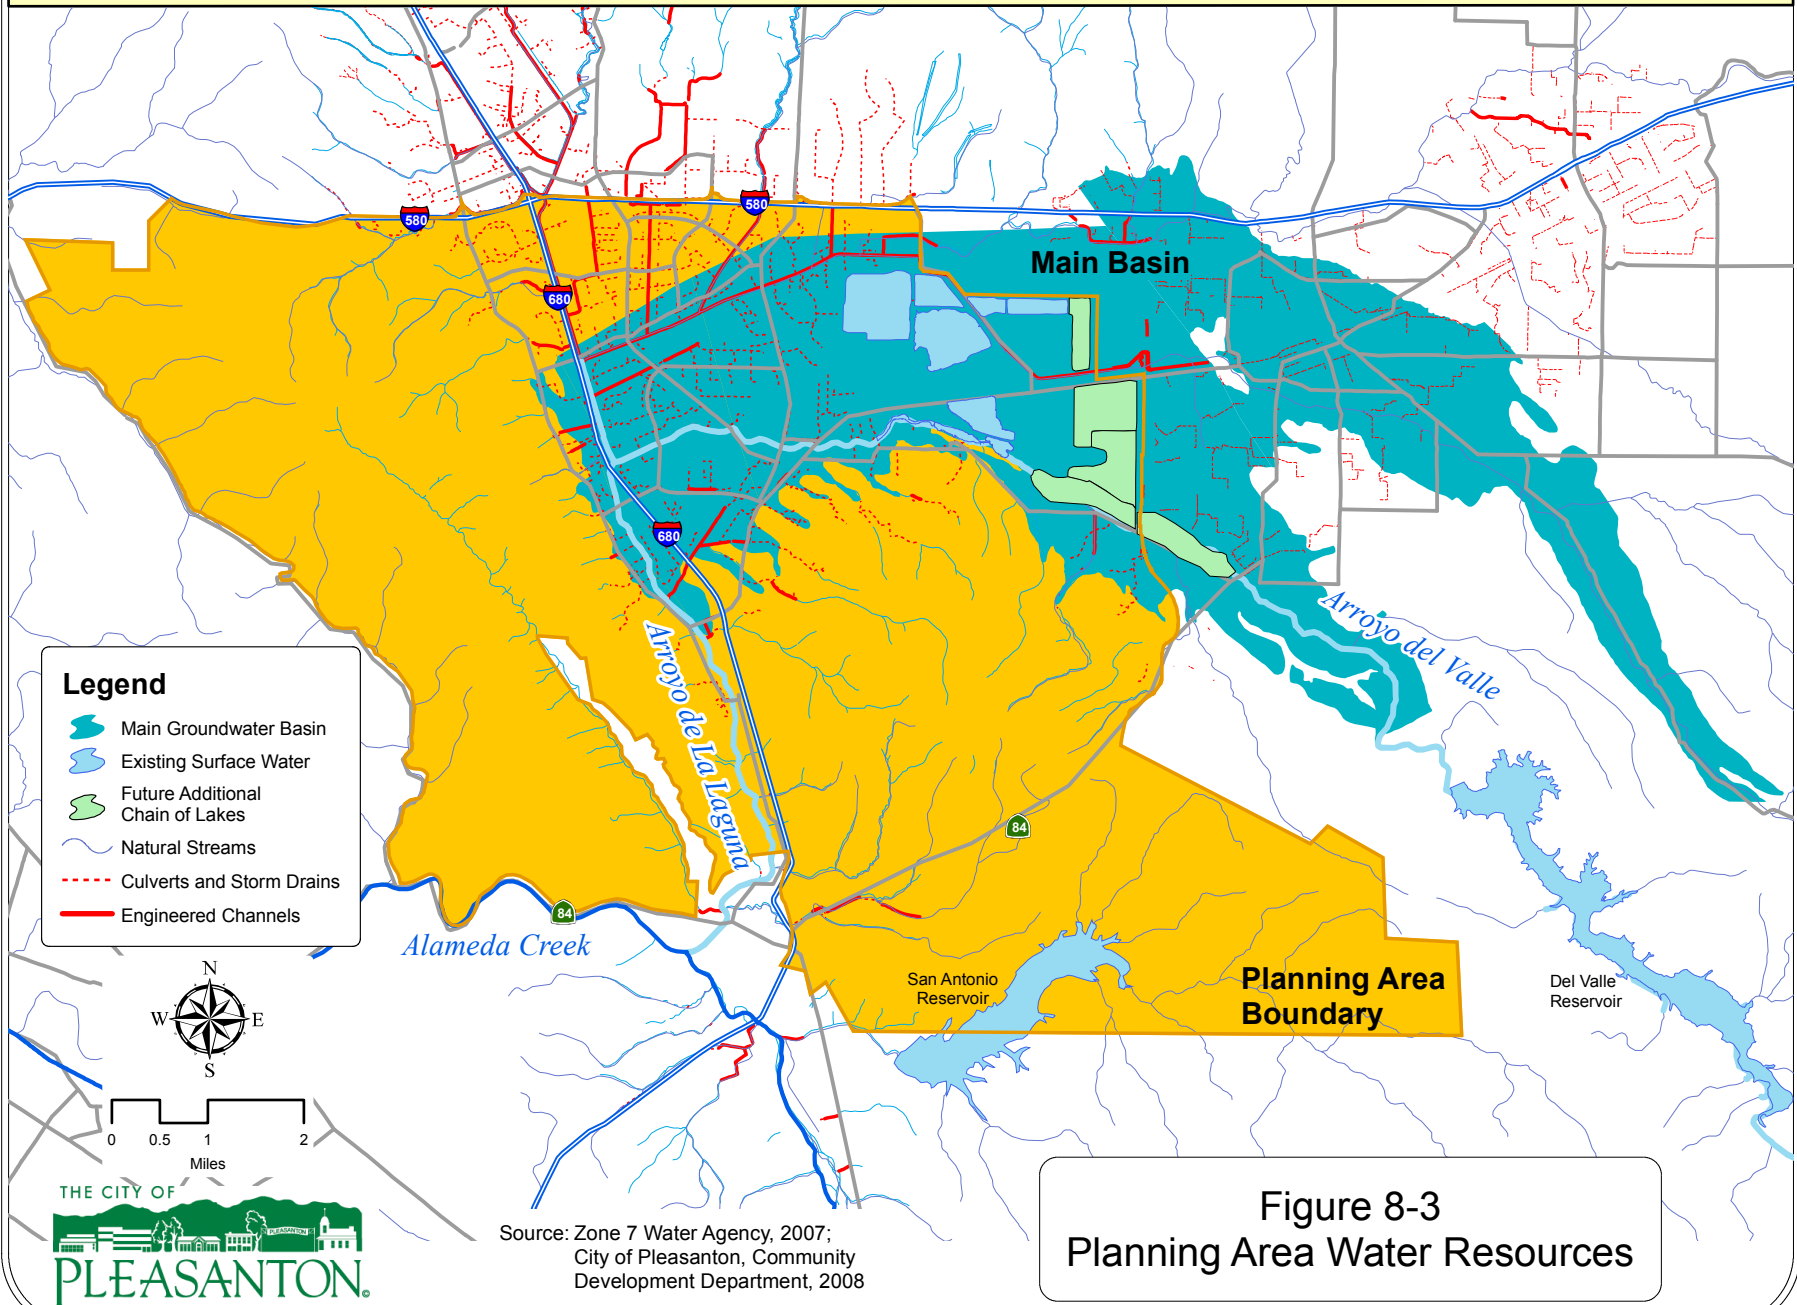 580
580
680
Main Basin
680
Arroyo de La Laguna
Arroyo del Valle
Legend
Main Groundwater Basin
Existing Surface Water
Future Additional
Chain of Lakes
Natural Streams
Culverts and Storm Drains
Engineered Channels
84
84
Alameda Creek
San Antonio
Reservoir
Planning Area
Boundary
Del Valle
Reservoir
N
W
E
S
0 0.5 1 2
Miles
THE CITY OF
PLEASANTON
PLEASANTON
Source: Zone 7 Water Agency, 2007;
City of Pleasanton, Community
Development Department, 2008
Figure 8-3
Planning Area Water Resources